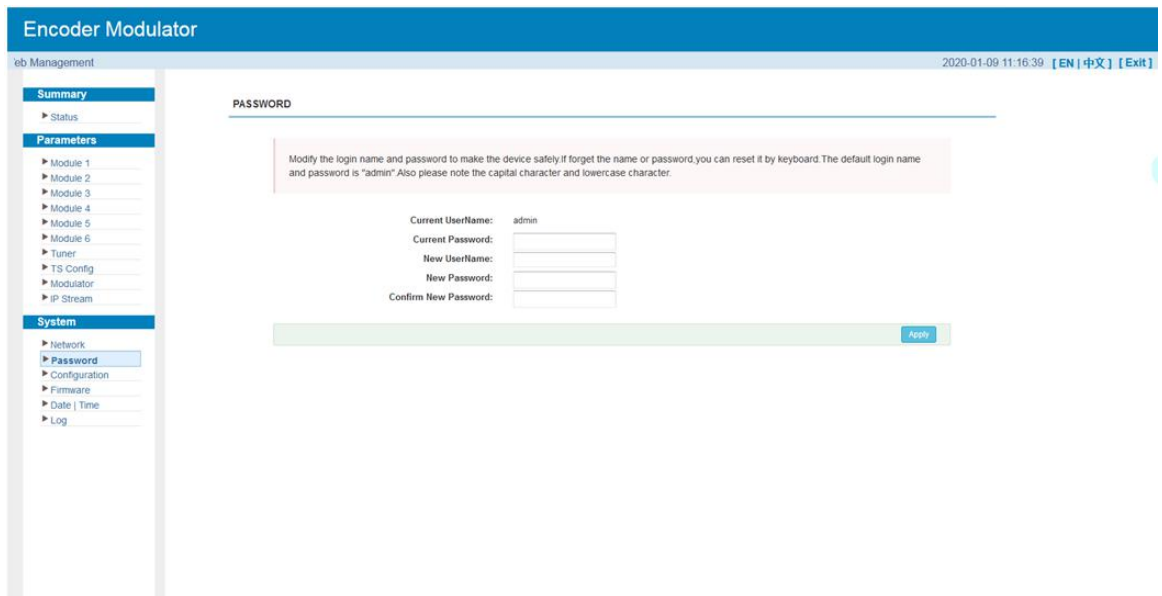 Encoder Modulator
eb Management
2020-01-09 11:16:39 [ EN | 中文 ] [ Exit ]
Summary
Status
Parameters
Module 1
Module 2
Module 3
Module 4
Module 5
Module 6
Tuner
TS Config
Modulator
IP Stream
System
Network
Password
Configuration
Firmware
Date | Time
Log
PASSWORD
Modify the login name and password to make the device safely.If forget the name or password,you can reset it by keyboard.The default login name
and password is "admin".Also please note the capital character and lowercase character.
Current UserName: admin
Current Password:
New UserName:
New Password:
Confirm New Password:
Apply